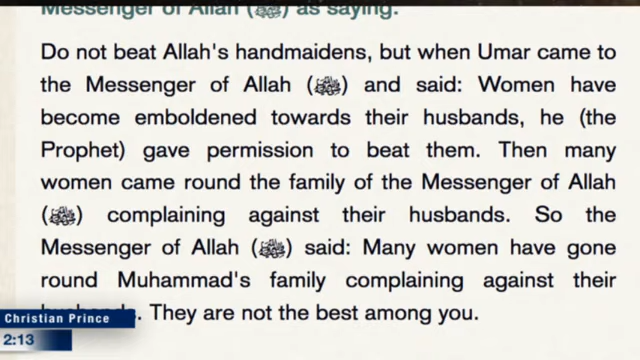 Messenger of Allah (ﷺ) as saying:
Do not beat Allah's handmaidens, but when Umar came to
the Messenger of Allah (ﷺ) and said: Women have
become emboldened towards their husbands, he (the
Prophet) gave permission to beat them. Then many
women came round the family of the Messenger of Allah
(ﷺ) complaining against their husbands. So the
Messenger of Allah (ﷺ) said: Many women have gone
round Muhammad's family complaining against their
. They are not the best among you.
Christian Prince
2:13